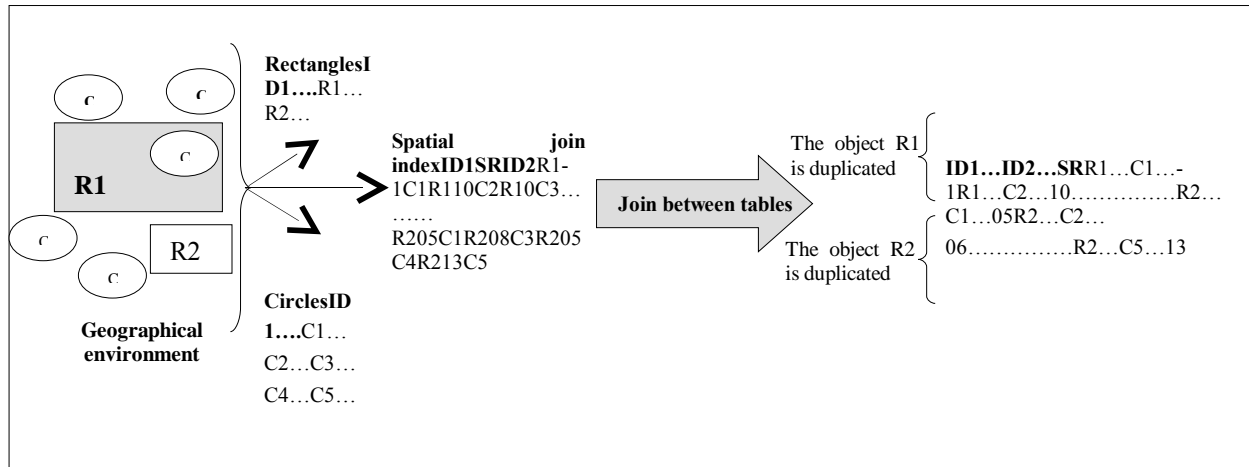 C
C
C
R1
C
C
R2
Geographical
environment
RectanglesI
D1….R1…
R2…
CirclesID
1….C1…
C2…C3…
C4…C5…
Spatial join
indexID1SRID2R1-
1C1R110C2R10C3…
……
R205C1R208C3R205
C4R213C5
Join between tables
The object R1
is duplicated
The object R2
is duplicated
ID1…ID2…SRR1…C1…-
1R1…C2…10……………R2…
C1…05R2…C2…
06……………R2…C5…13